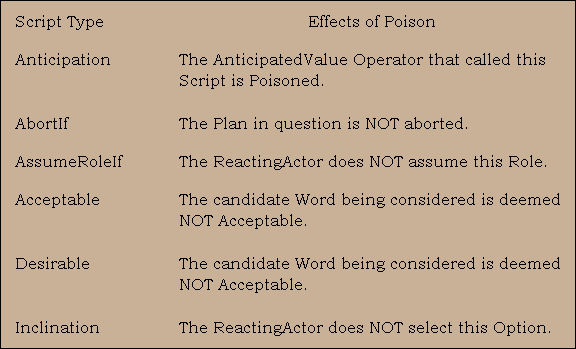 Script Type Effects of Poison
Anticipation The AnticipatedValue Operator that called this
Script is Poisoned.
AbortIf The Plan in question is NOT aborted.
AssumeRoleIf The ReactingActor does NOT assume this Role.
Acceptable The candidate Word being considered is deemed
NOT Acceptable.
Desirable The candidate Word being considered is deemed
NOT Acceptable.
Inclination The ReactingActor does NOT select this Option.